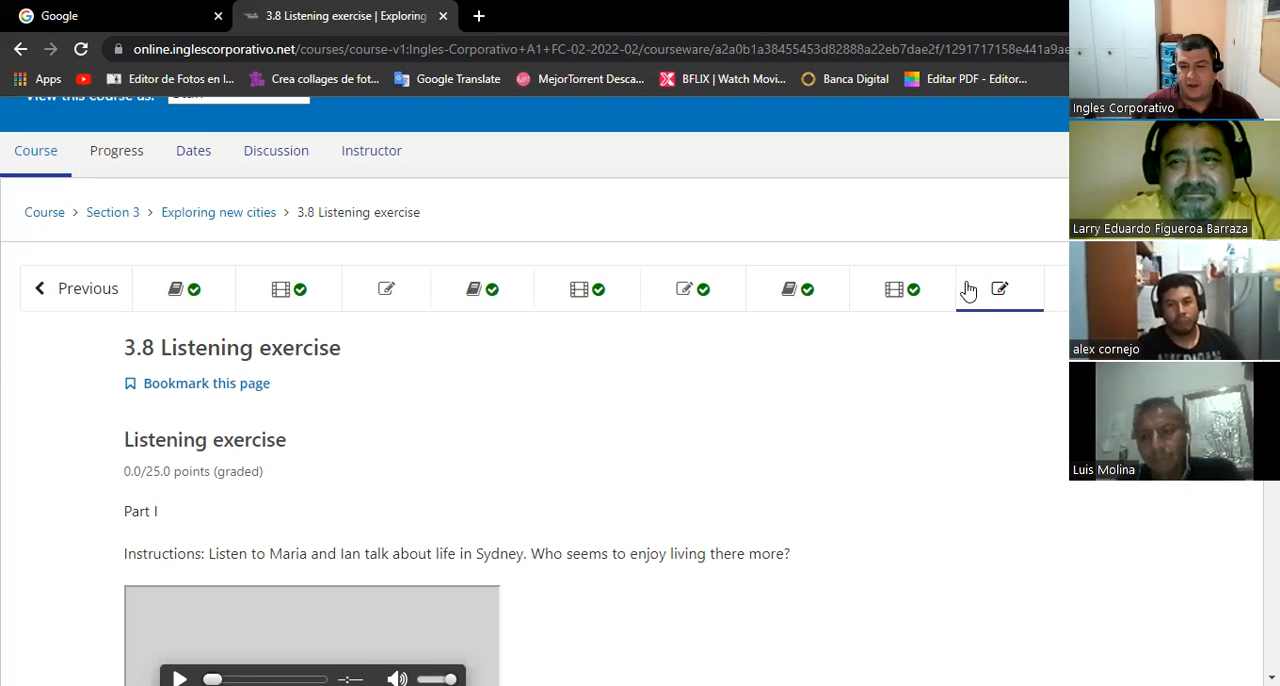 Google
3.8 Listening exercise | Exploring
online.inglescorporativo.net/courses/course-v1:Ingles-Corporativo+A1+FC-02-2022-02/courseware/a2a0b1a38455453d82888a22eb7dae2f/1291717158e441a9ae
Apps
Editor de Fotos en l...
Crea collages de fot...
Google Translate
MejorTorrent Desca...
BFLIX | Watch Movi...
Banca Digital
Editar PDF - Editor...
View this course as:
Course
Progress
Dates
Discussion
Instructor
Course > Section 3 > Exploring new cities > 3.8 Listening exercise
Previous
3.8 Listening exercise
Bookmark this page
Listening exercise
0.0/25.0 points (graded)
Part I
Instructions: Listen to Maria and Ian talk about life in Sydney. Who seems to enjoy living there more?
-:--
Ingles Corporativo
Larry Eduardo Figueroa Barraza
alex cornejo
Luis Molina